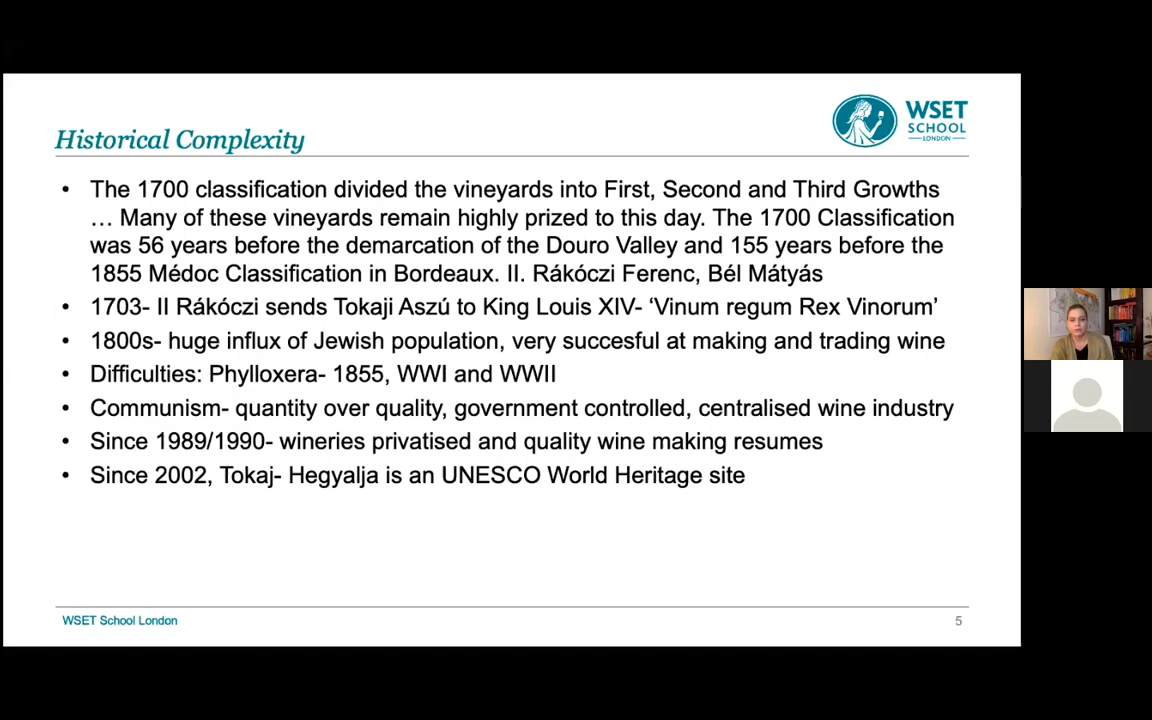 Historical Complexity
WSET
SCHOOL
LONDON
• The 1700 classification divided the vineyards into First, Second and Third Growths
… Many of these vineyards remain highly prized to this day. The 1700 Classification
was 56 years before the demarcation of the Douro Valley and 155 years before the
1855 Médoc Classification in Bordeaux. II. Rákóczi Ferenc, Bél Mátyás
• 1703- II Rákóczi sends Tokaji Aszú to King Louis XIV- ‘Vinum regum Rex Vinorum’
• 1800s- huge influx of Jewish population, very succesful at making and trading wine
• Difficulties: Phylloxera- 1855, WWI and WWII
• Communism- quantity over quality, government controlled, centralised wine industry
• Since 1989/1990- wineries privatised and quality wine making resumes
• Since 2002, Tokaj- Hegyalja is an UNESCO World Heritage site
WSET School London
5